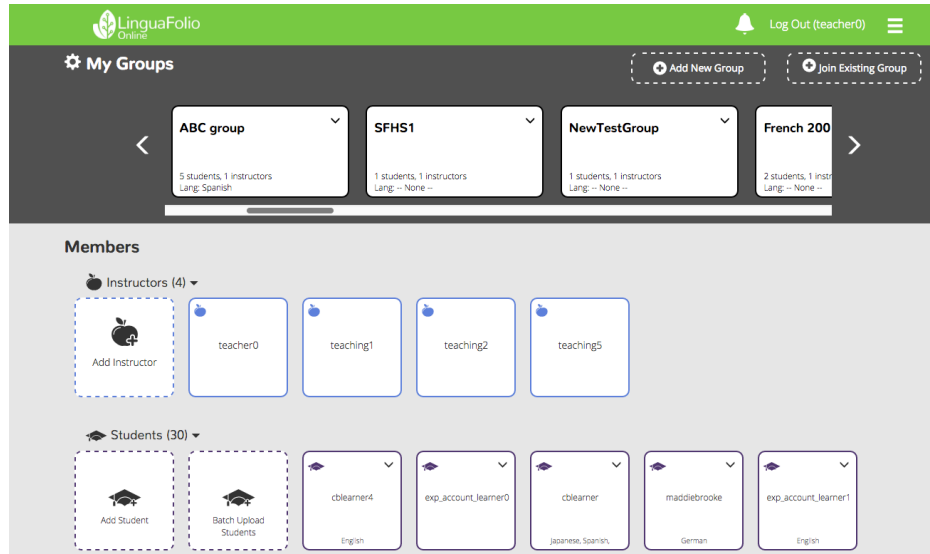 LinguaFolio
Online
Log Out (teacher0)
My Groups
Add New Group
Join Existing Group
ABC group
5 students, 1 instructors
Lang: Spanish
SFHS1
1 students, 1 instructors
Lang: -- None --
NewTestGroup
1 students, 1 instructors
Lang: -- None --
French 200
2 students, 1 instr
Lang: -- None --
Members
Instructors (4)
Add Instructor
teacher0
teaching1
teaching2
teaching5
Students (30)
Add Student
Batch Upload
Students
cblearner4
English
exp_account_learner0
cblearner
Japanese, Spanish,
maddiebrooke
German
exp_account_learner1
English